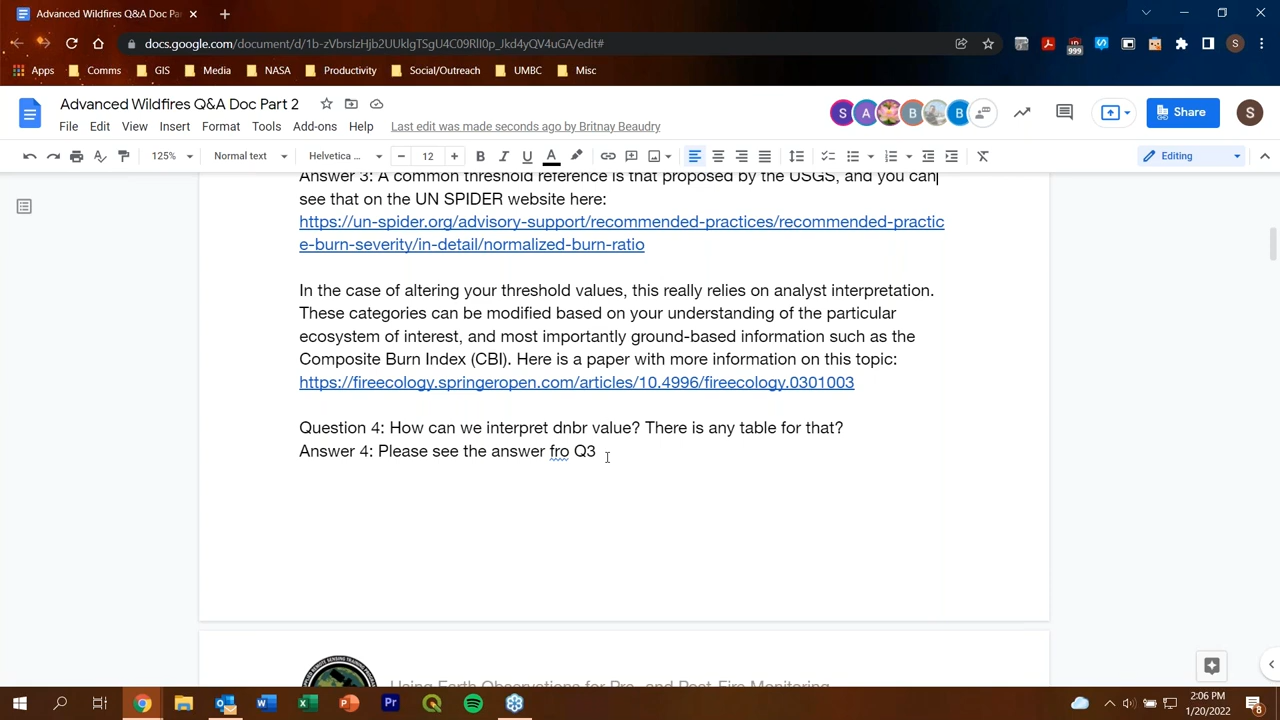 Advanced Wildfires Q&A Doc Pa
docs.google.com/document/d/1b-zVbrsIzHjb2UUklgTSgU4C09RlI0p_Jkd4yQV4uGA/edit#
999
S
Apps Comms GIS Media NASA Productivity Social/Outreach UMBC Misc
Advanced Wildfires Q&A Doc Part 2
S A B B
Share
S
File Edit View Insert Format Tools Add-ons Help Last edit was made seconds ago by Britnay Beaudry
125% Normal text Helvetica ... 12 B I U A Editing
Answer 3: A common threshold reference is that proposed by the USGS, and you can
see that on the UN SPIDER website here:
https://un-spider.org/advisory-support/recommended-practices/recommended-practic
e-burn-severity/in-detail/normalized-burn-ratio
In the case of altering your threshold values, this really relies on analyst interpretation.
These categories can be modified based on your understanding of the particular
ecosystem of interest, and most importantly ground-based information such as the
Composite Burn Index (CBI). Here is a paper with more information on this topic:
https://fireecology.springeropen.com/articles/10.4996/fireecology.0301003
Question 4: How can we interpret dnbr value? There is any table for that?
Answer 4: Please see the answer fro Q3
Using Earth Observations for Pre- and Post-Fire Monitoring
Pr
2:06 PM
1/20/2022
8